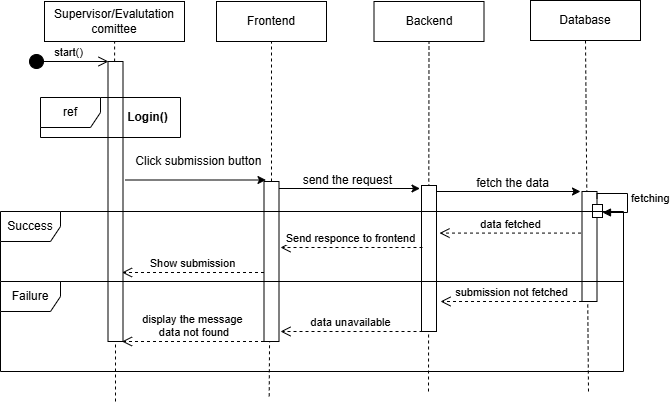 Supervisor/Evalutation
comittee
Frontend
Backend
Database
start()
ref
Login()
Click submission button
send the request
fetch the data
fetching
Success
data fetched
Send responce to frontend
Show submission
Failure
submission not fetched
data unavailable
display the message
data not found